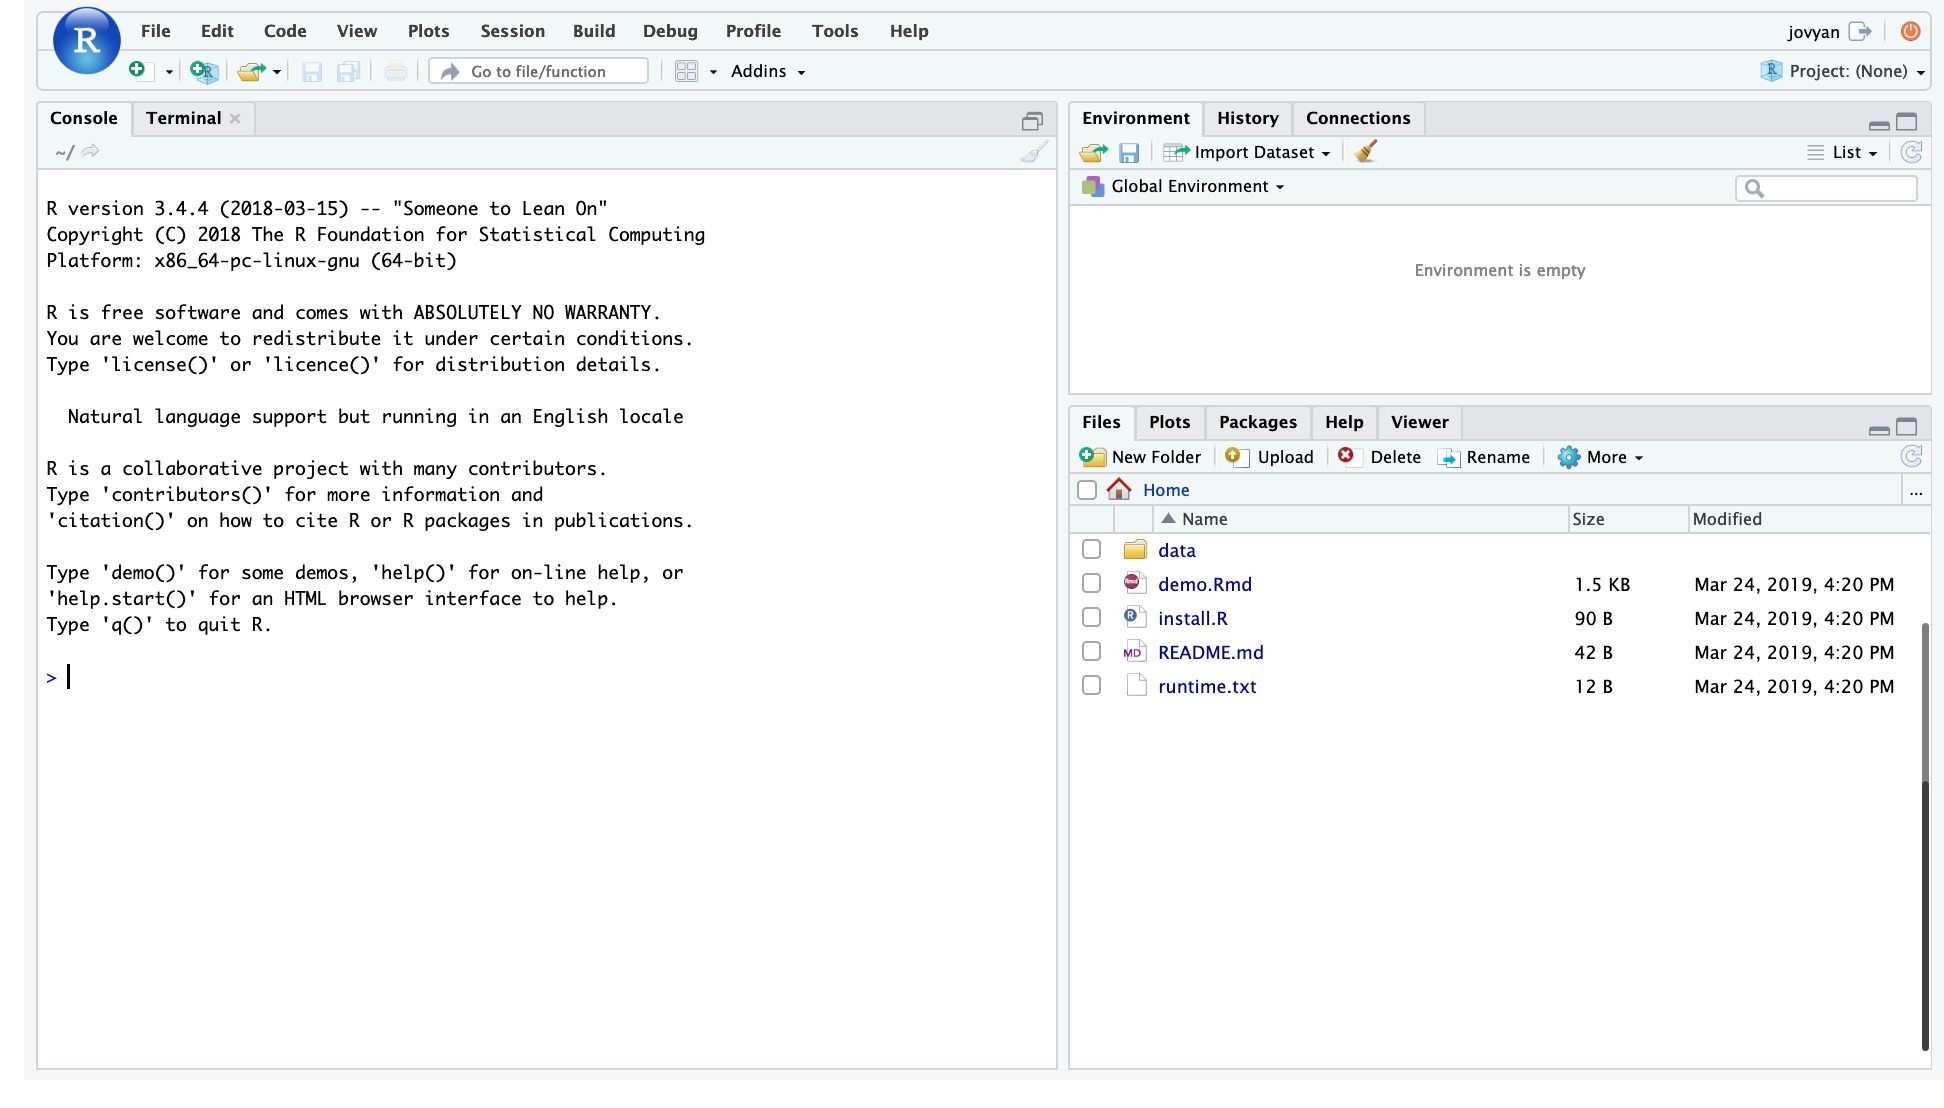 R File Edit Code View Plots Session Build Debug Profile Tools Help jovyan
R Go to file/function Addins R Project: (None)
Console Terminal
~/
R version 3.4.4 (2018-03-15) -- "Someone to Lean On"
Copyright (C) 2018 The R Foundation for Statistical Computing
Platform: x86_64-pc-linux-gnu (64-bit)
R is free software and comes with ABSOLUTELY NO WARRANTY.
You are welcome to redistribute it under certain conditions.
Type 'license()' or 'licence()' for distribution details.
Natural language support but running in an English locale
R is a collaborative project with many contributors.
Type 'contributors()' for more information and
'citation()' on how to cite R or R packages in publications.
Type 'demo()' for some demos, 'help()' for on-line help, or
'help.start()' for an HTML browser interface to help.
Type 'q()' to quit R.
>
Environment History Connections
Import Dataset List
Global Environment
Environment is empty
Files Plots Packages Help Viewer
New Folder Upload Delete Rename More
Home ...
Name Size Modified
data
Rmd demo.Rmd 1.5 KB Mar 24, 2019, 4:20 PM
R install.R 90 B Mar 24, 2019, 4:20 PM
MD README.md 42 B Mar 24, 2019, 4:20 PM
runtime.txt 12 B Mar 24, 2019, 4:20 PM